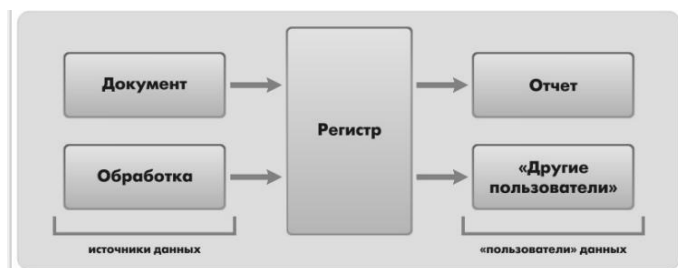 Документ
Отчет
Регистр
Обработка
«Другие
пользователи»
источники данных
«пользователи» данных